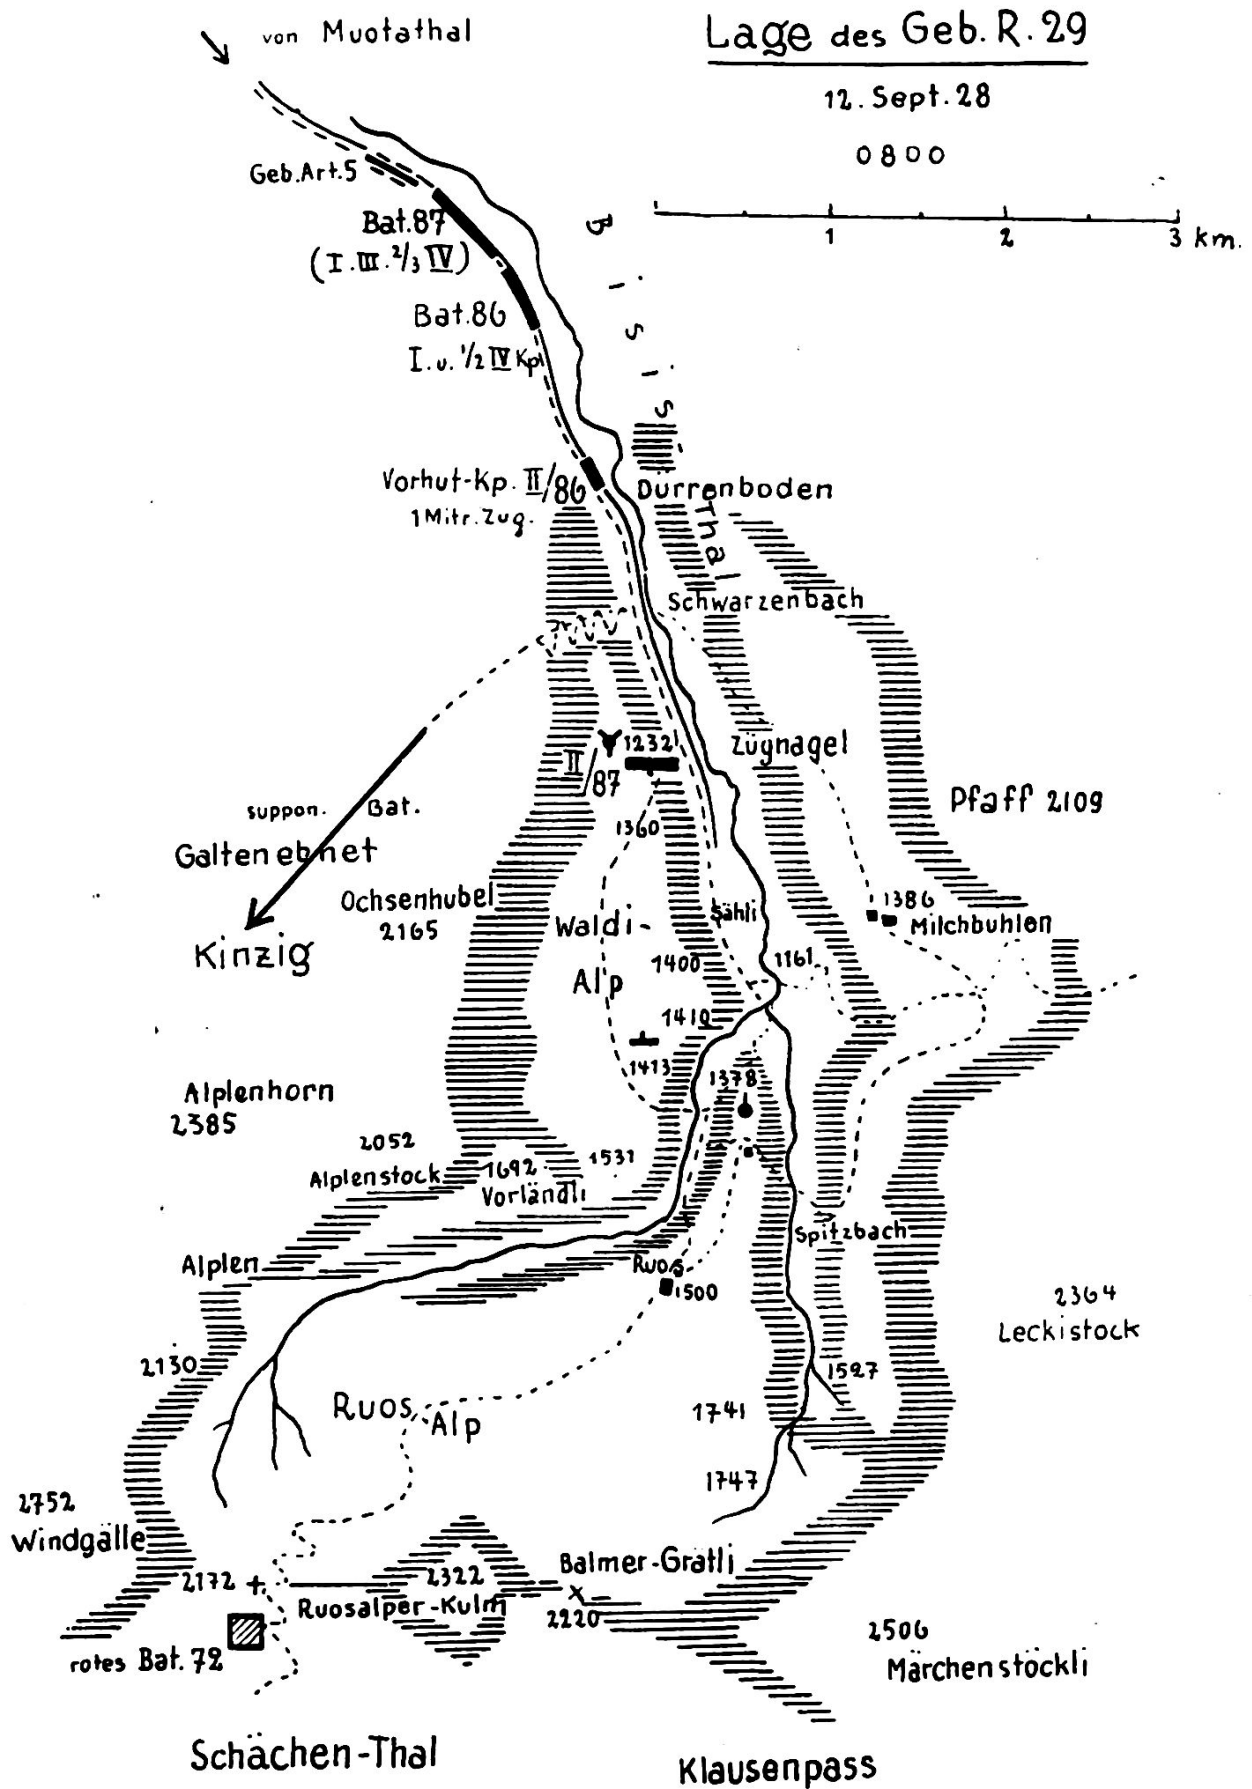 von Muotathal
Lage des Geb. R. 29
12. Sept. 28
0800
Geb. Art. 5
Bat. 87
(I. III. 2/3 IV)
1
2
3 km.
Bat. 86
I. u. 1/2 IV Kp
Bisis
Thal
Vorhut-Kp. II/86
1 Mitr. Zug.
Dürrenboden
Schwarzenbach
Zügnagel
1232
II/87
Pfaff 2109
suppon. Bat.
1360
Galtenebnet
Ochsenhubel
2165
Waldi-
Alp
Sähli
1386
Milchbuhlen
Kinzig
1400
1161
1410
1413
1378
Alplenhorn
2385
2052
Alplenstock
1692
Vorländli
1531
Spitzbach
Alplen
Ruos
1500
2364
Leckistock
2130
1527
Ruos Alp
1741
1747
2752
Windgälle
2172
2322
Ruosalper-Kulm
Balmer-Grätli
2220
rotes Bat. 72
2506
Märchenstöckli
Schächen-Thal
Klausenpass